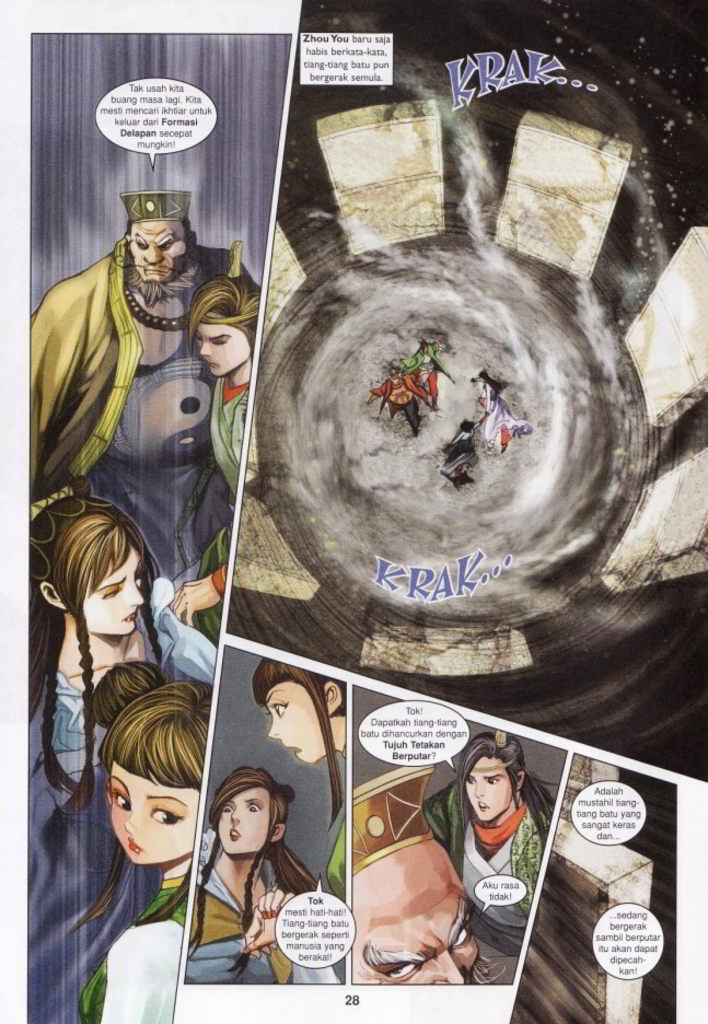 Tak usah kita
buang masa lagi. Kita
mesti mencari ikhtiar untuk
keluar dari Formasi
Delapan secepat
mungkin!
Zhou You baru saja
habis berkata-kata,
tiang-tiang batu pun
bergerak semula.
KRAK...
KRAK...
Tok
mesti hati-hati!
Tiang-tiang batu
bergerak seperti
manusia yang
berakal!
Tok!
Dapatkah tiang-tiang
batu dihancurkan dengan
Tujuh Tetakan
Berputar?
Aku rasa
tidak!
Adalah
mustahil tiang-
tiang batu yang
sangat keras
dan...
...sedang
bergerak
sambil berputar
itu akan dapat
dipecah-
kan!
28